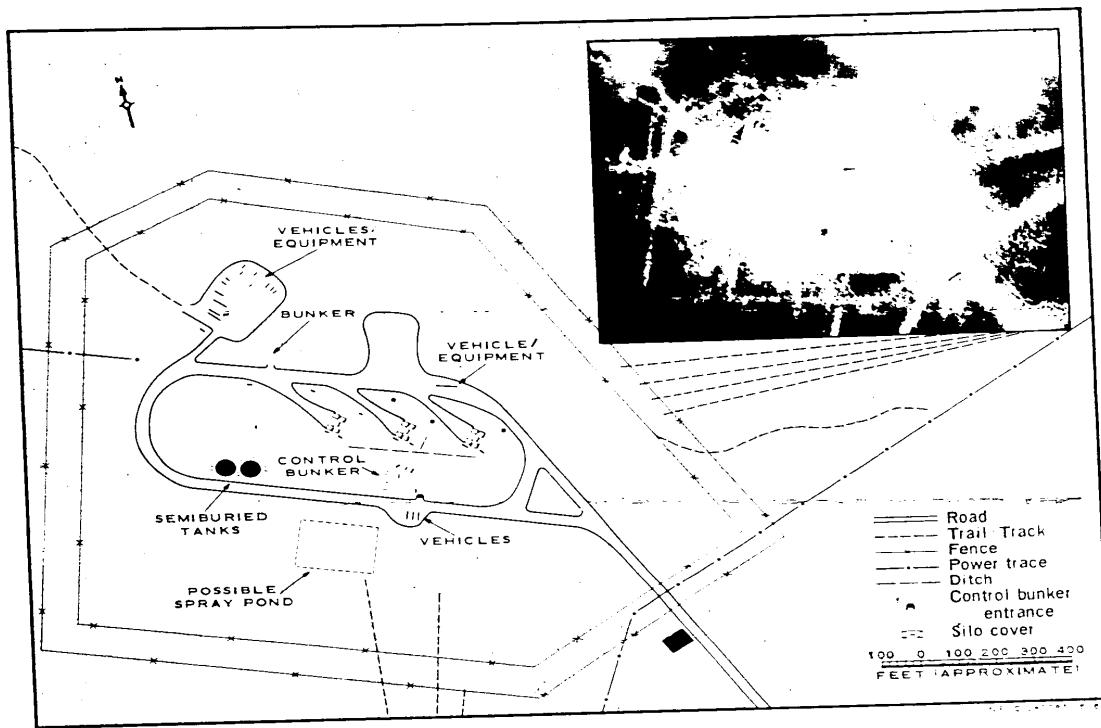 N
VEHICLES/
EQUIPMENT
BUNKER
VEHICLE/
EQUIPMENT
CONTROL
BUNKER
SEMIBURIED
TANKS
VEHICLES
POSSIBLE
SPRAY POND
Road
Trail Track
Fence
Power trace
Ditch
Control bunker
entrance
Silo cover
100 0 100 200 300 400
FEET (APPROXIMATE)